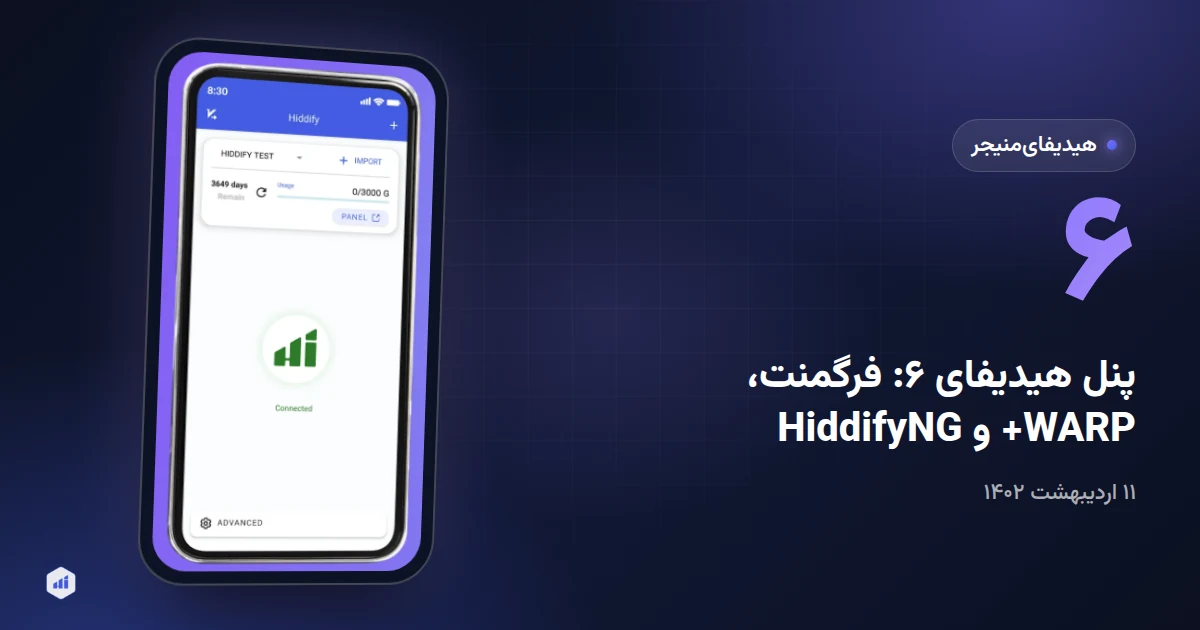 8:30
Hiddify
HIDDIFY TEST
IMPORT
3649 days
Remain
Usage
0/3000 G
PANEL
Connected
ADVANCED
هیدیفای‌منیجر
۶
پنل هیدیفای ۶: فرگمنت،
WARP+ و HiddifyNG
۱۱ اردیبهشت ۱۴۰۲